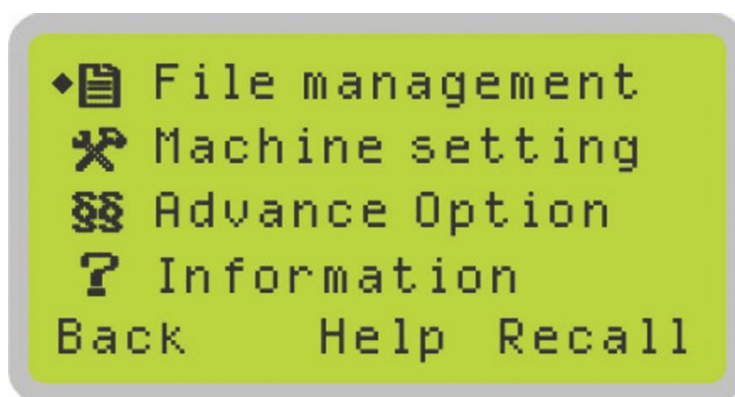 File management
Machine setting
§§ Advance Option
? Information
Back Help Recall